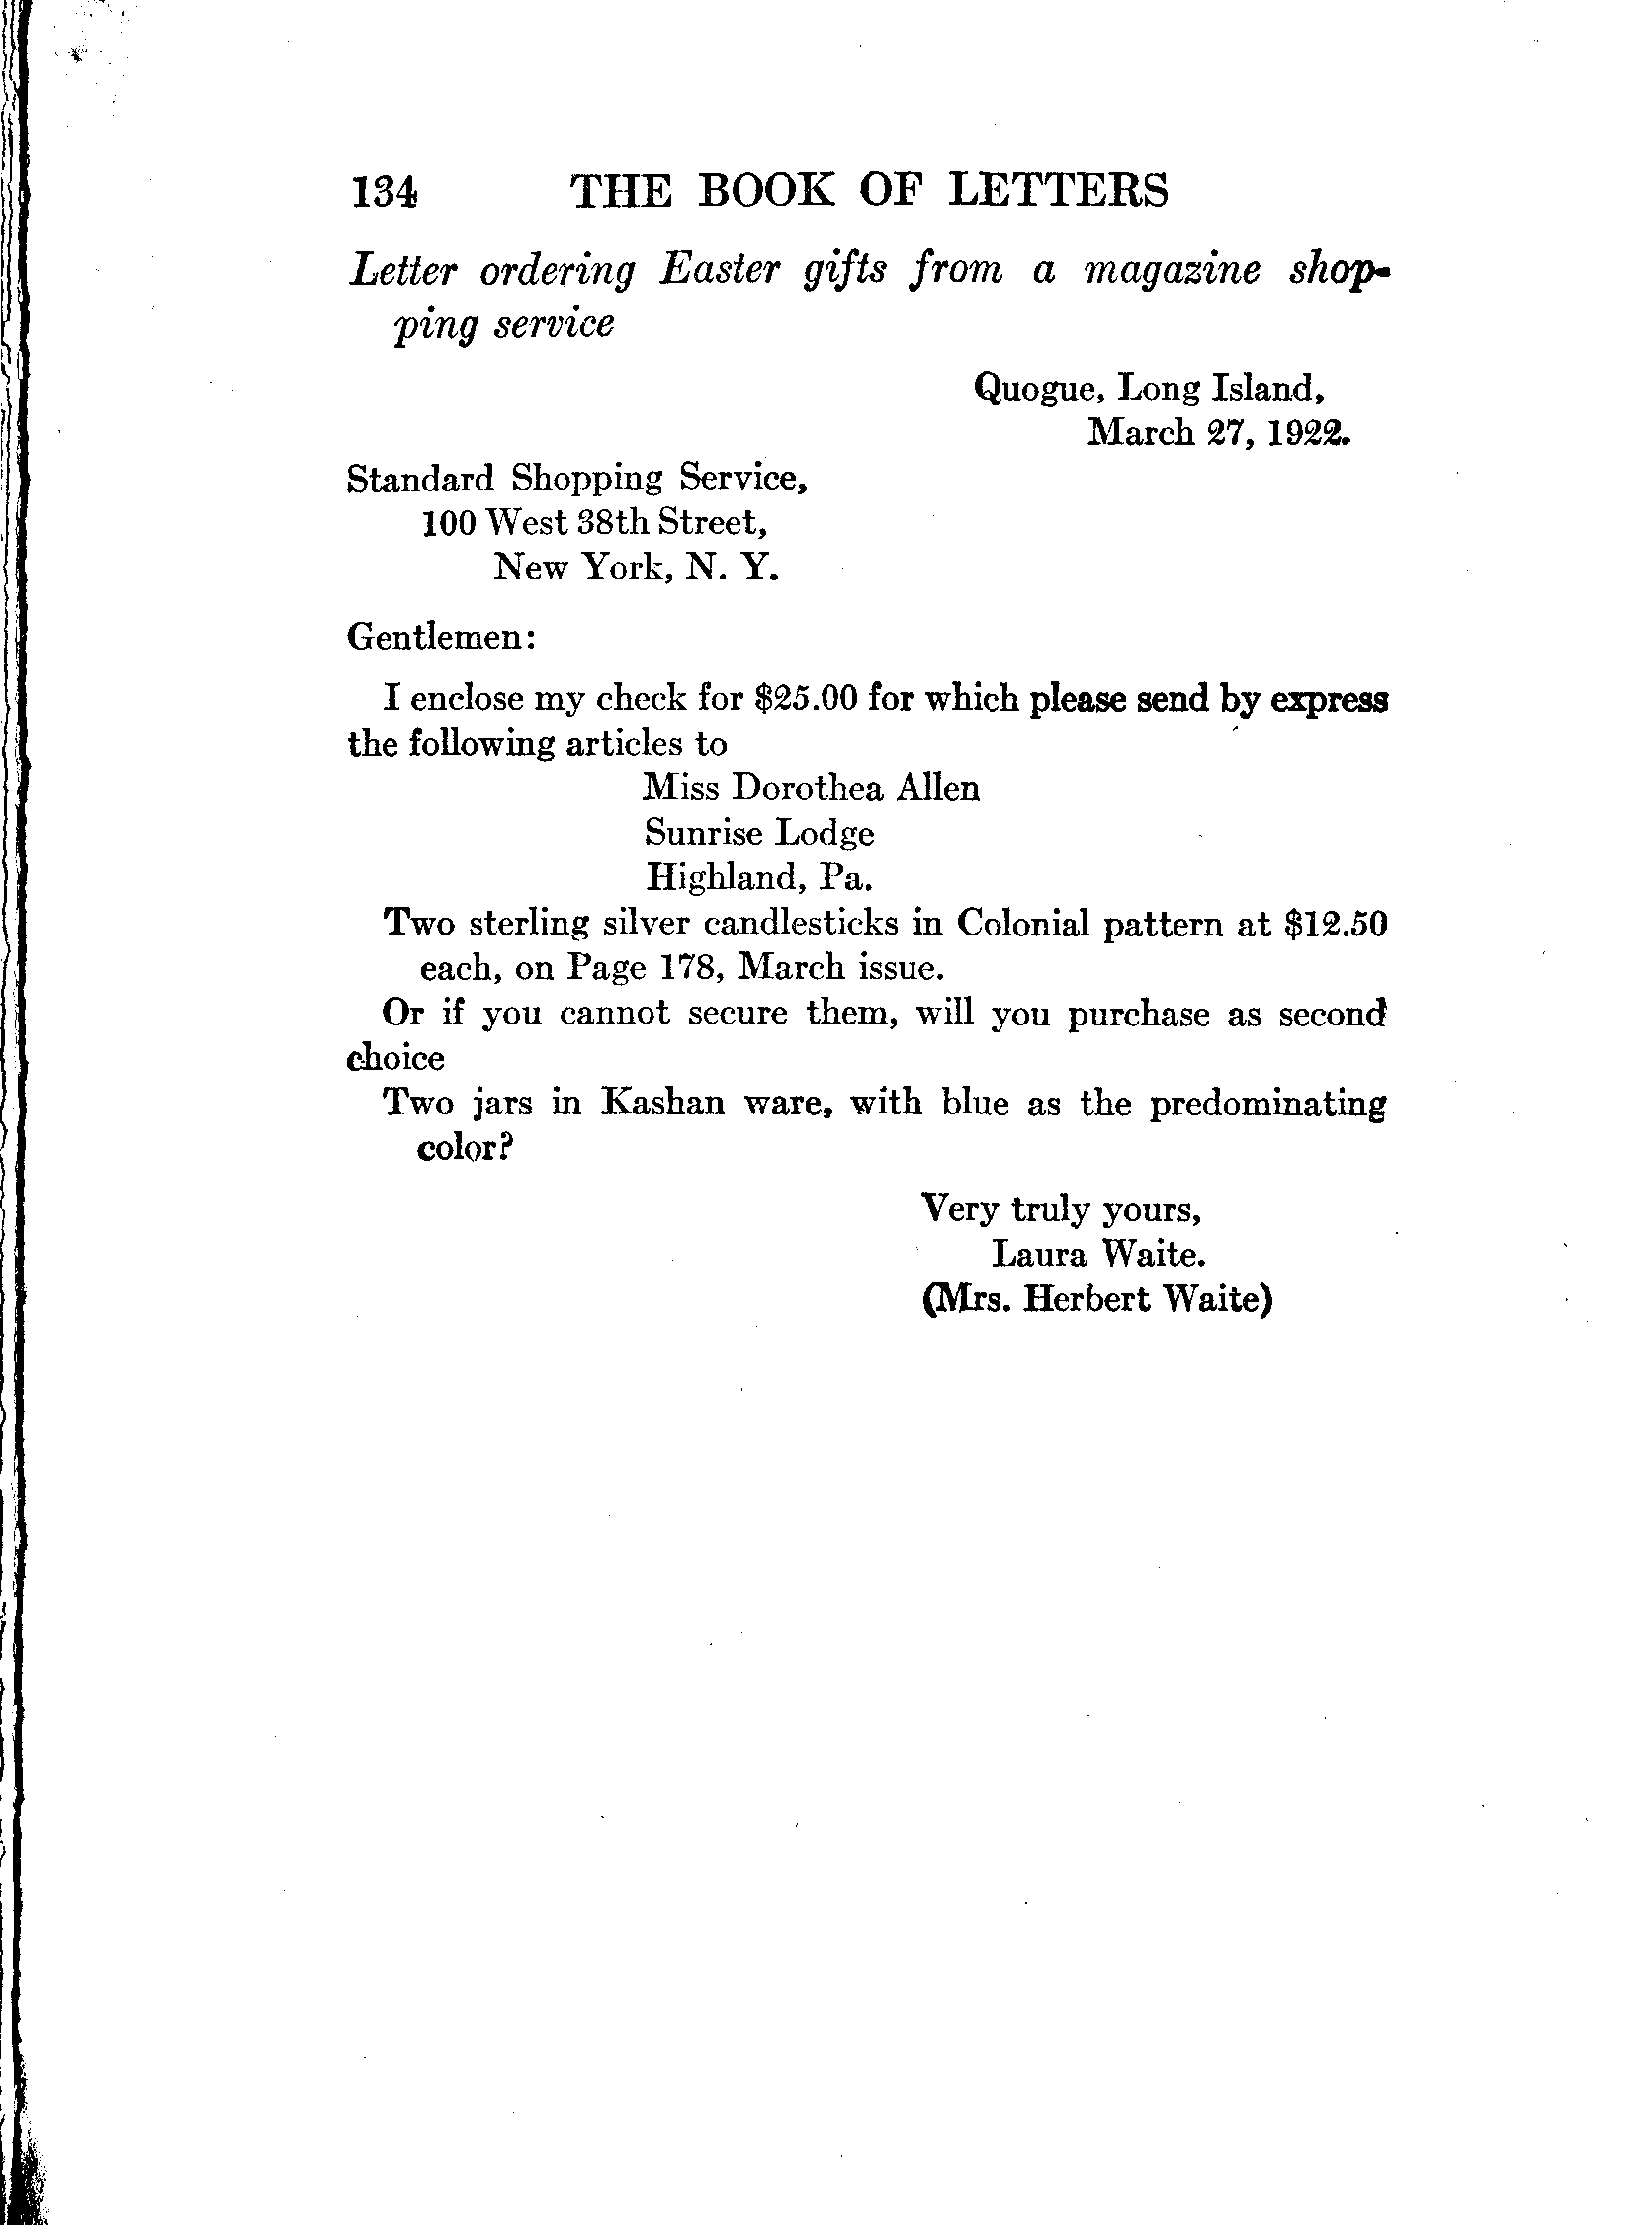 134 THE BOOK OF LETTERS
Letter ordering Easter gifts from a magazine shop-
ping service
Quogue, Long Island,
March 27, 1922.
Standard Shopping Service,
100 West 38th Street,
New York, N. Y.
Gentlemen:
I enclose my check for $25.00 for which please send by express
the following articles to
Miss Dorothea Allen
Sunrise Lodge
Highland, Pa.
Two sterling silver candlesticks in Colonial pattern at $12.50
each, on Page 178, March issue.
Or if you cannot secure them, will you purchase as second
choice
Two jars in Kashan ware, with blue as the predominating
color?
Very truly yours,
Laura Waite.
(Mrs. Herbert Waite)